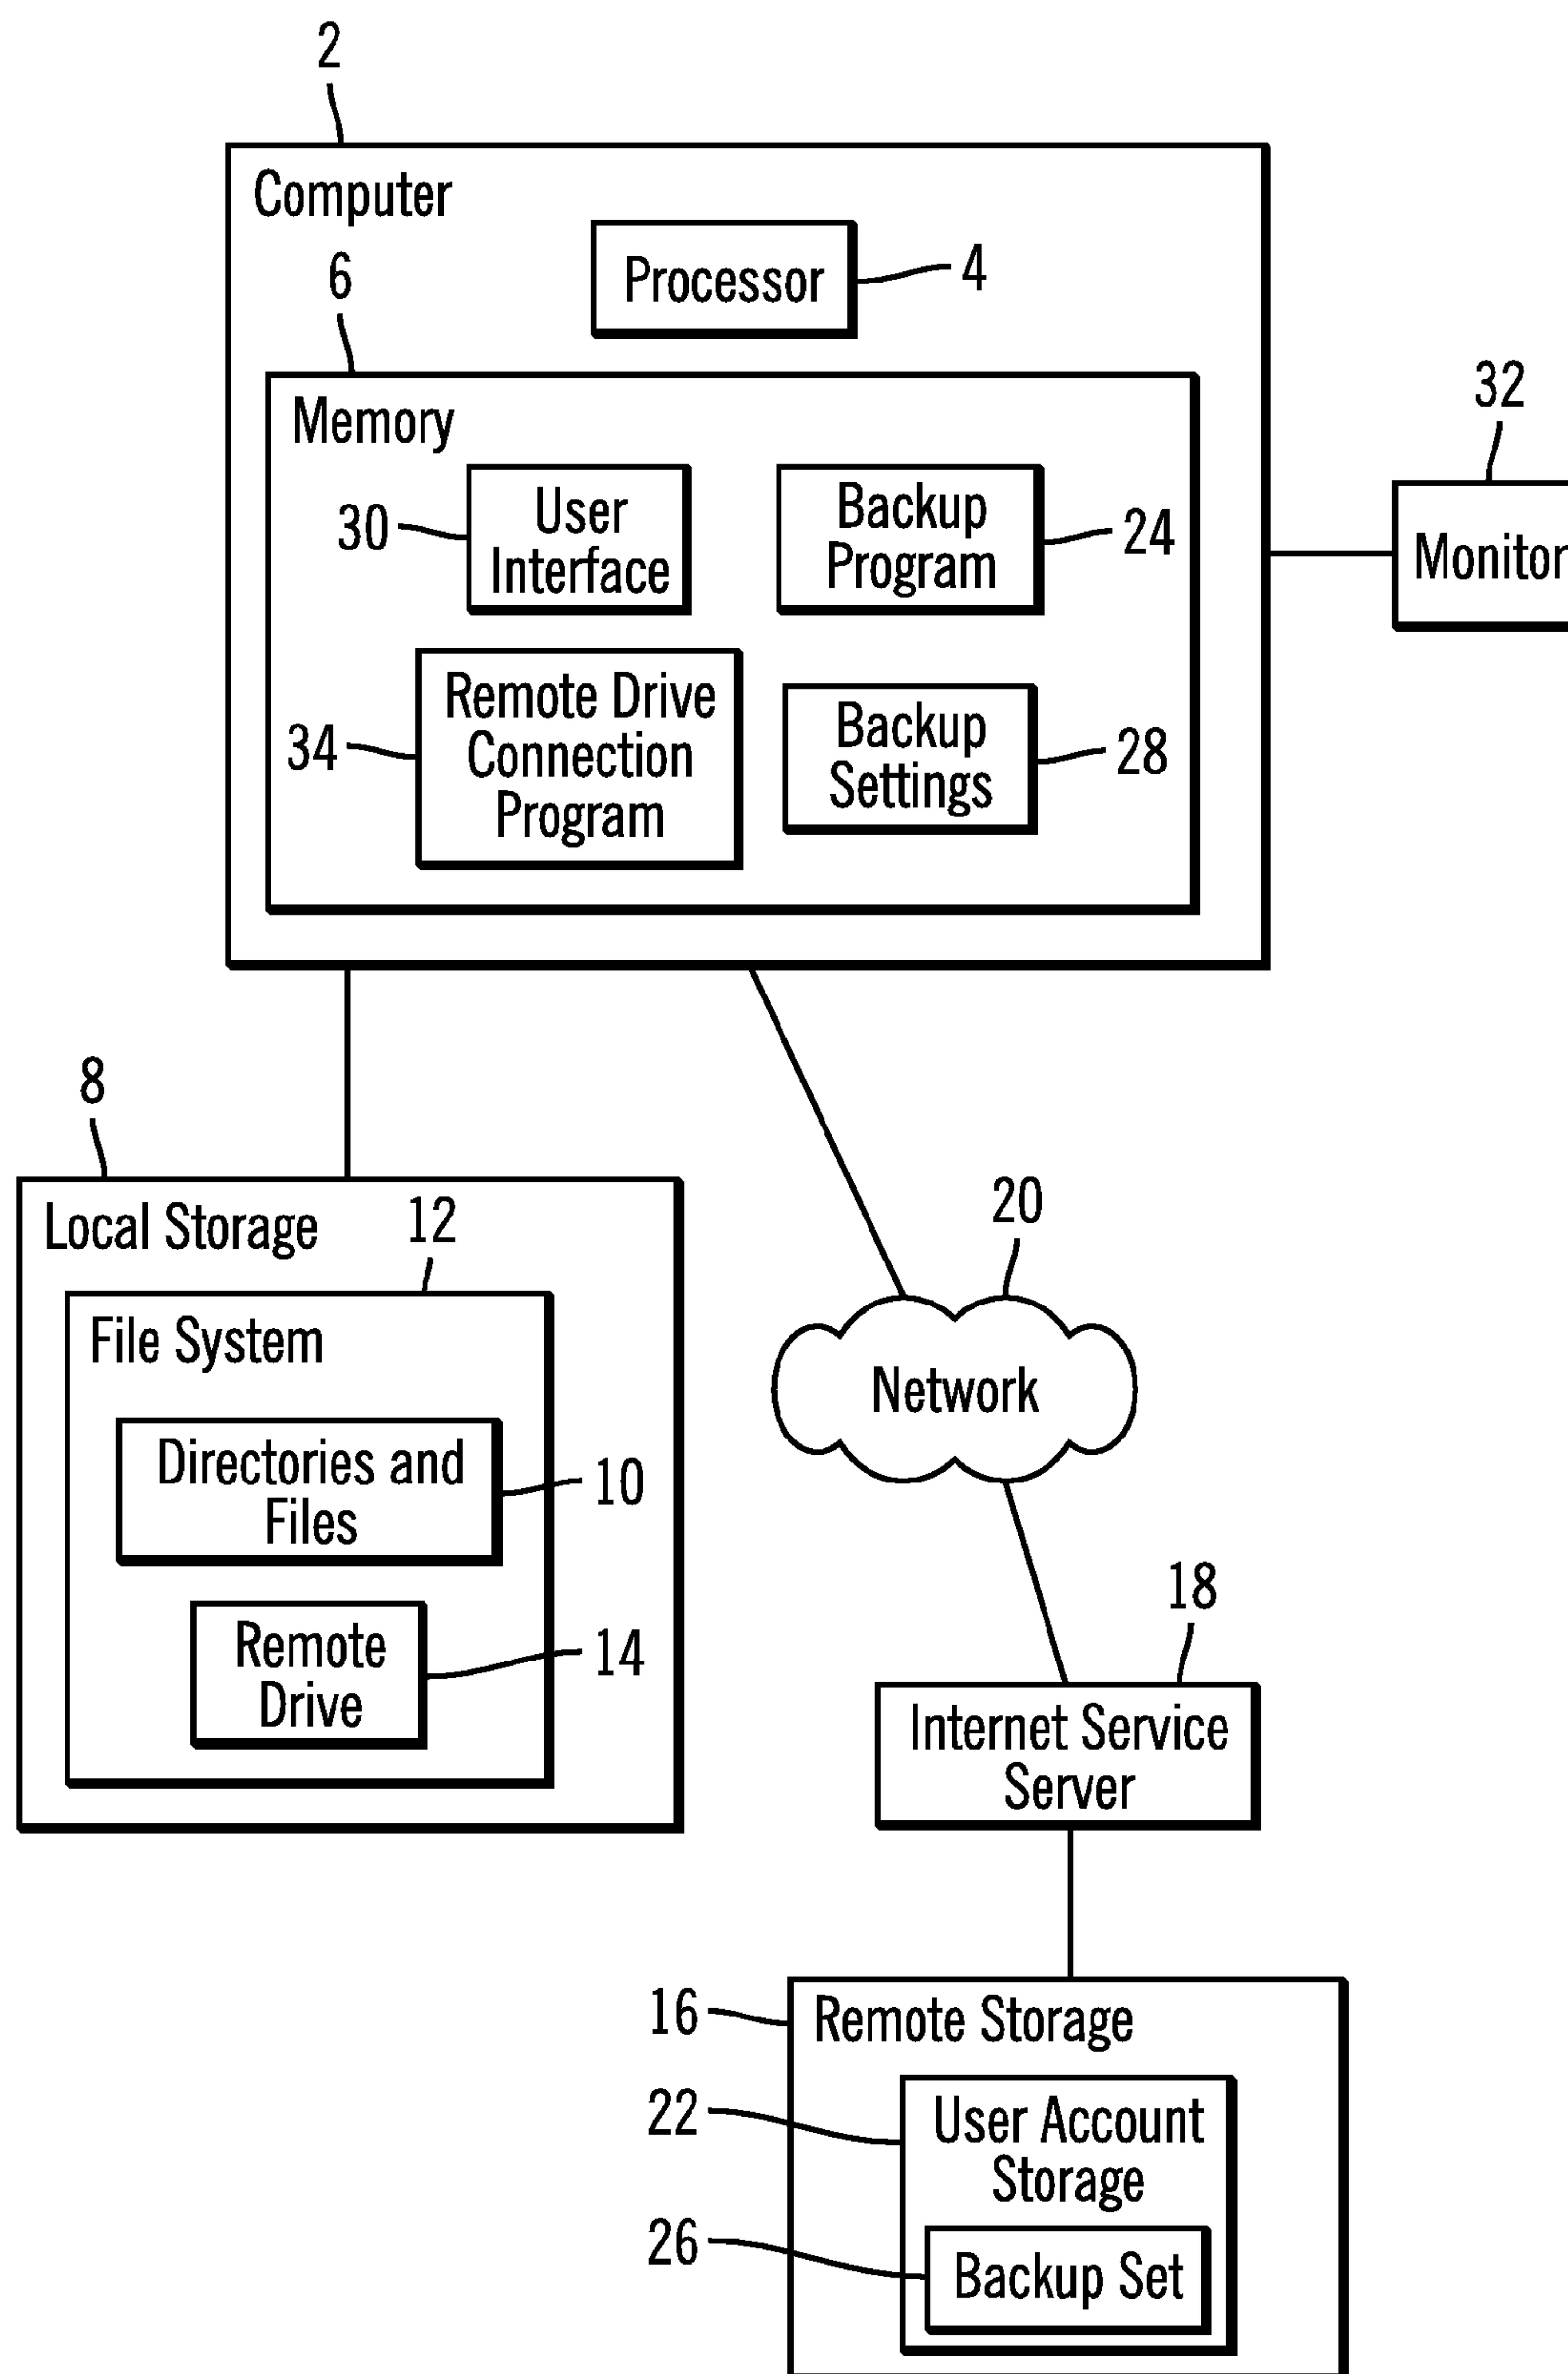 2
Computer
Processor
4
6
Memory
32
30
User
Interface
Backup
Program
24
Monitor
34
Remote Drive
Connection
Program
Backup
Settings
28
8
Local Storage
12
File System
Directories and
Files
10
Remote
Drive
14
20
Network
18
Internet Service
Server
16
Remote Storage
22
User Account
Storage
26
Backup Set